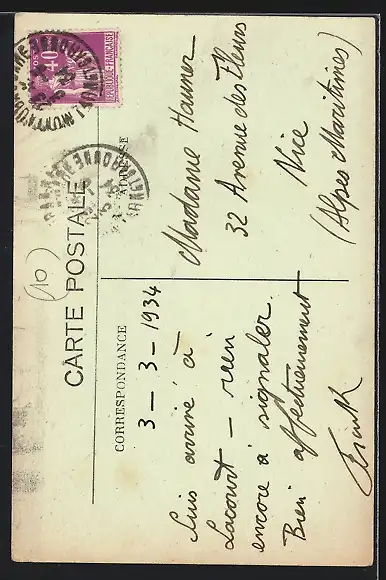 CARTE POSTALE
(10)
CORRESPONDANCE
ADRESSE
3 - 3 - 1934
Suis arrivé à
Lacourt - rien
encore à signaler.
Bien affectueusement
Madame Hamer
32 Avenue des Fleurs
Nice
(Alpes Maritimes)
40
REPUBLIQUE FRANÇAISE